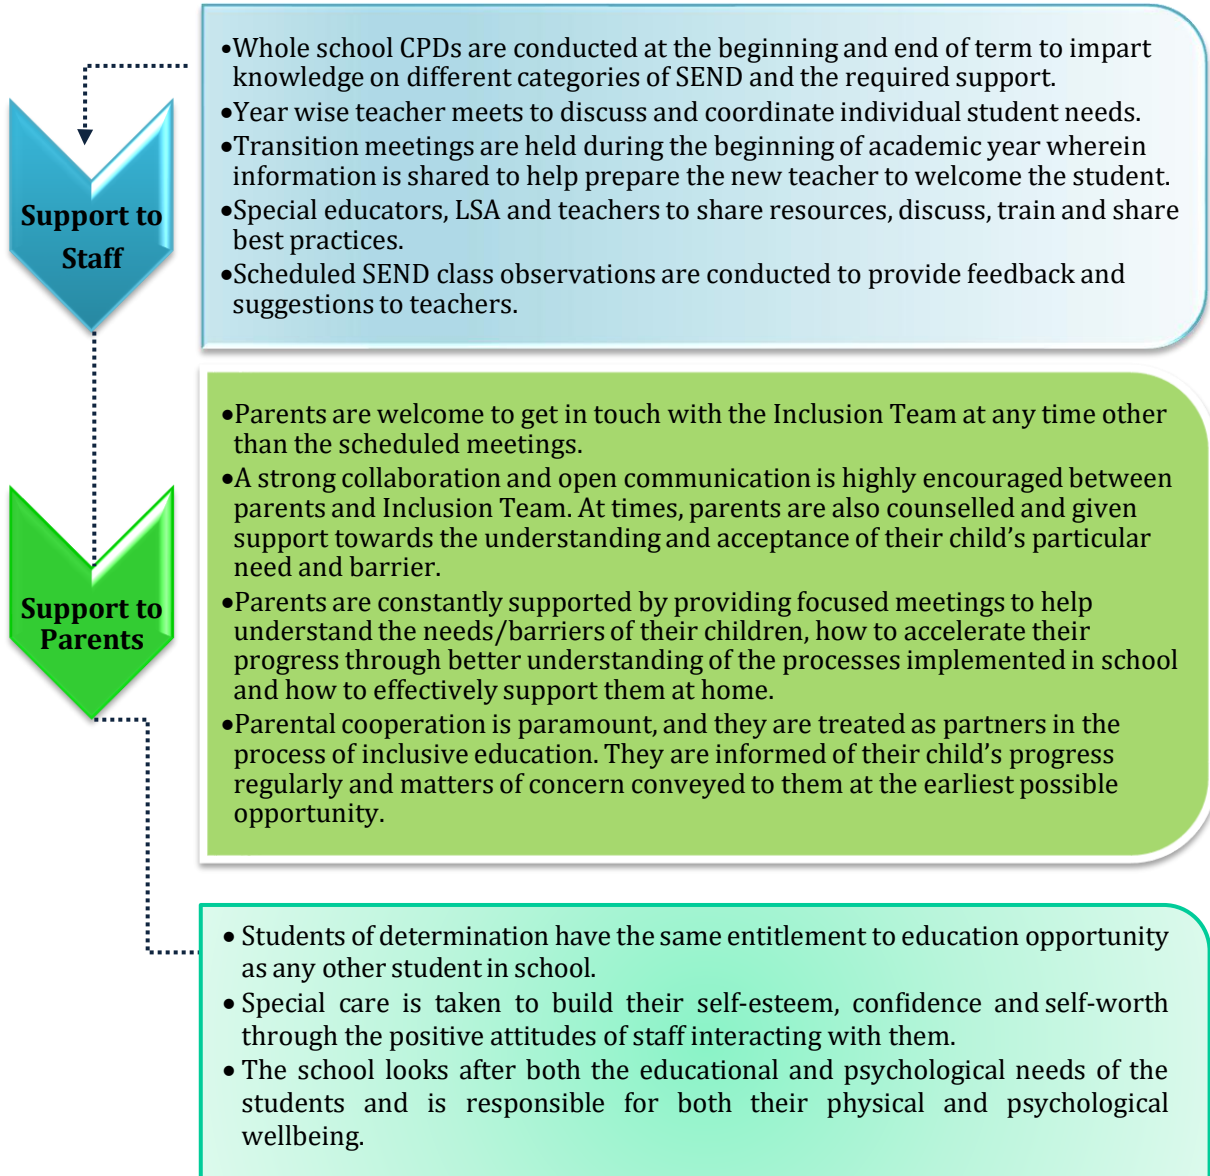 •Whole school CPDs are conducted at the beginning and end of term to impart
knowledge on different categories of SEND and the required support.
•Year wise teacher meets to discuss and coordinate individual student needs.
•Transition meetings are held during the beginning of academic year wherein
information is shared to help prepare the new teacher to welcome the student.
•Special educators, LSA and teachers to share resources, discuss, train and share
best practices.
•Scheduled SEND class observations are conducted to provide feedback and
suggestions to teachers.
Support to
Staff
•Parents are welcome to get in touch with the Inclusion Team at any time other
than the scheduled meetings.
•A strong collaboration and open communication is highly encouraged between
parents and Inclusion Team. At times, parents are also counselled and given
support towards the understanding and acceptance of their child’s particular
need and barrier.
•Parents are constantly supported by providing focused meetings to help
understand the needs/barriers of their children, how to accelerate their
progress through better understanding of the processes implemented in school
and how to effectively support them at home.
•Parental cooperation is paramount, and they are treated as partners in the
process of inclusive education. They are informed of their child’s progress
regularly and matters of concern conveyed to them at the earliest possible
opportunity.
Support to
Parents
• Students of determination have the same entitlement to education opportunity
as any other student in school.
• Special care is taken to build their self-esteem, confidence and self-worth
through the positive attitudes of staff interacting with them.
• The school looks after both the educational and psychological needs of the
students and is responsible for both their physical and psychological
wellbeing.